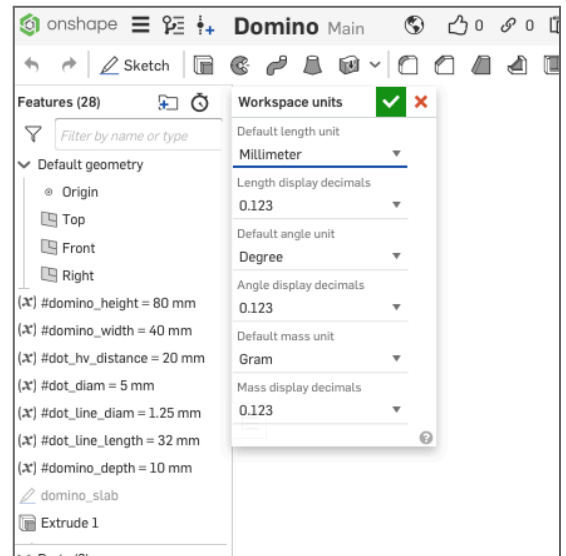 onshape Domino Main 0 0
Sketch
Features (28)
Filter by name or type
Default geometry
Origin
Top
Front
Right
(x) #domino_height = 80 mm
(x) #domino_width = 40 mm
(x) #dot_hv_distance = 20 mm
(x) #dot_diam = 5 mm
(x) #dot_line_diam = 1.25 mm
(x) #dot_line_length = 32 mm
(x) #domino_depth = 10 mm
domino_slab
Extrude 1
Workspace units
Default length unit
Millimeter
Length display decimals
0.123
Default angle unit
Degree
Angle display decimals
0.123
Default mass unit
Gram
Mass display decimals
0.123